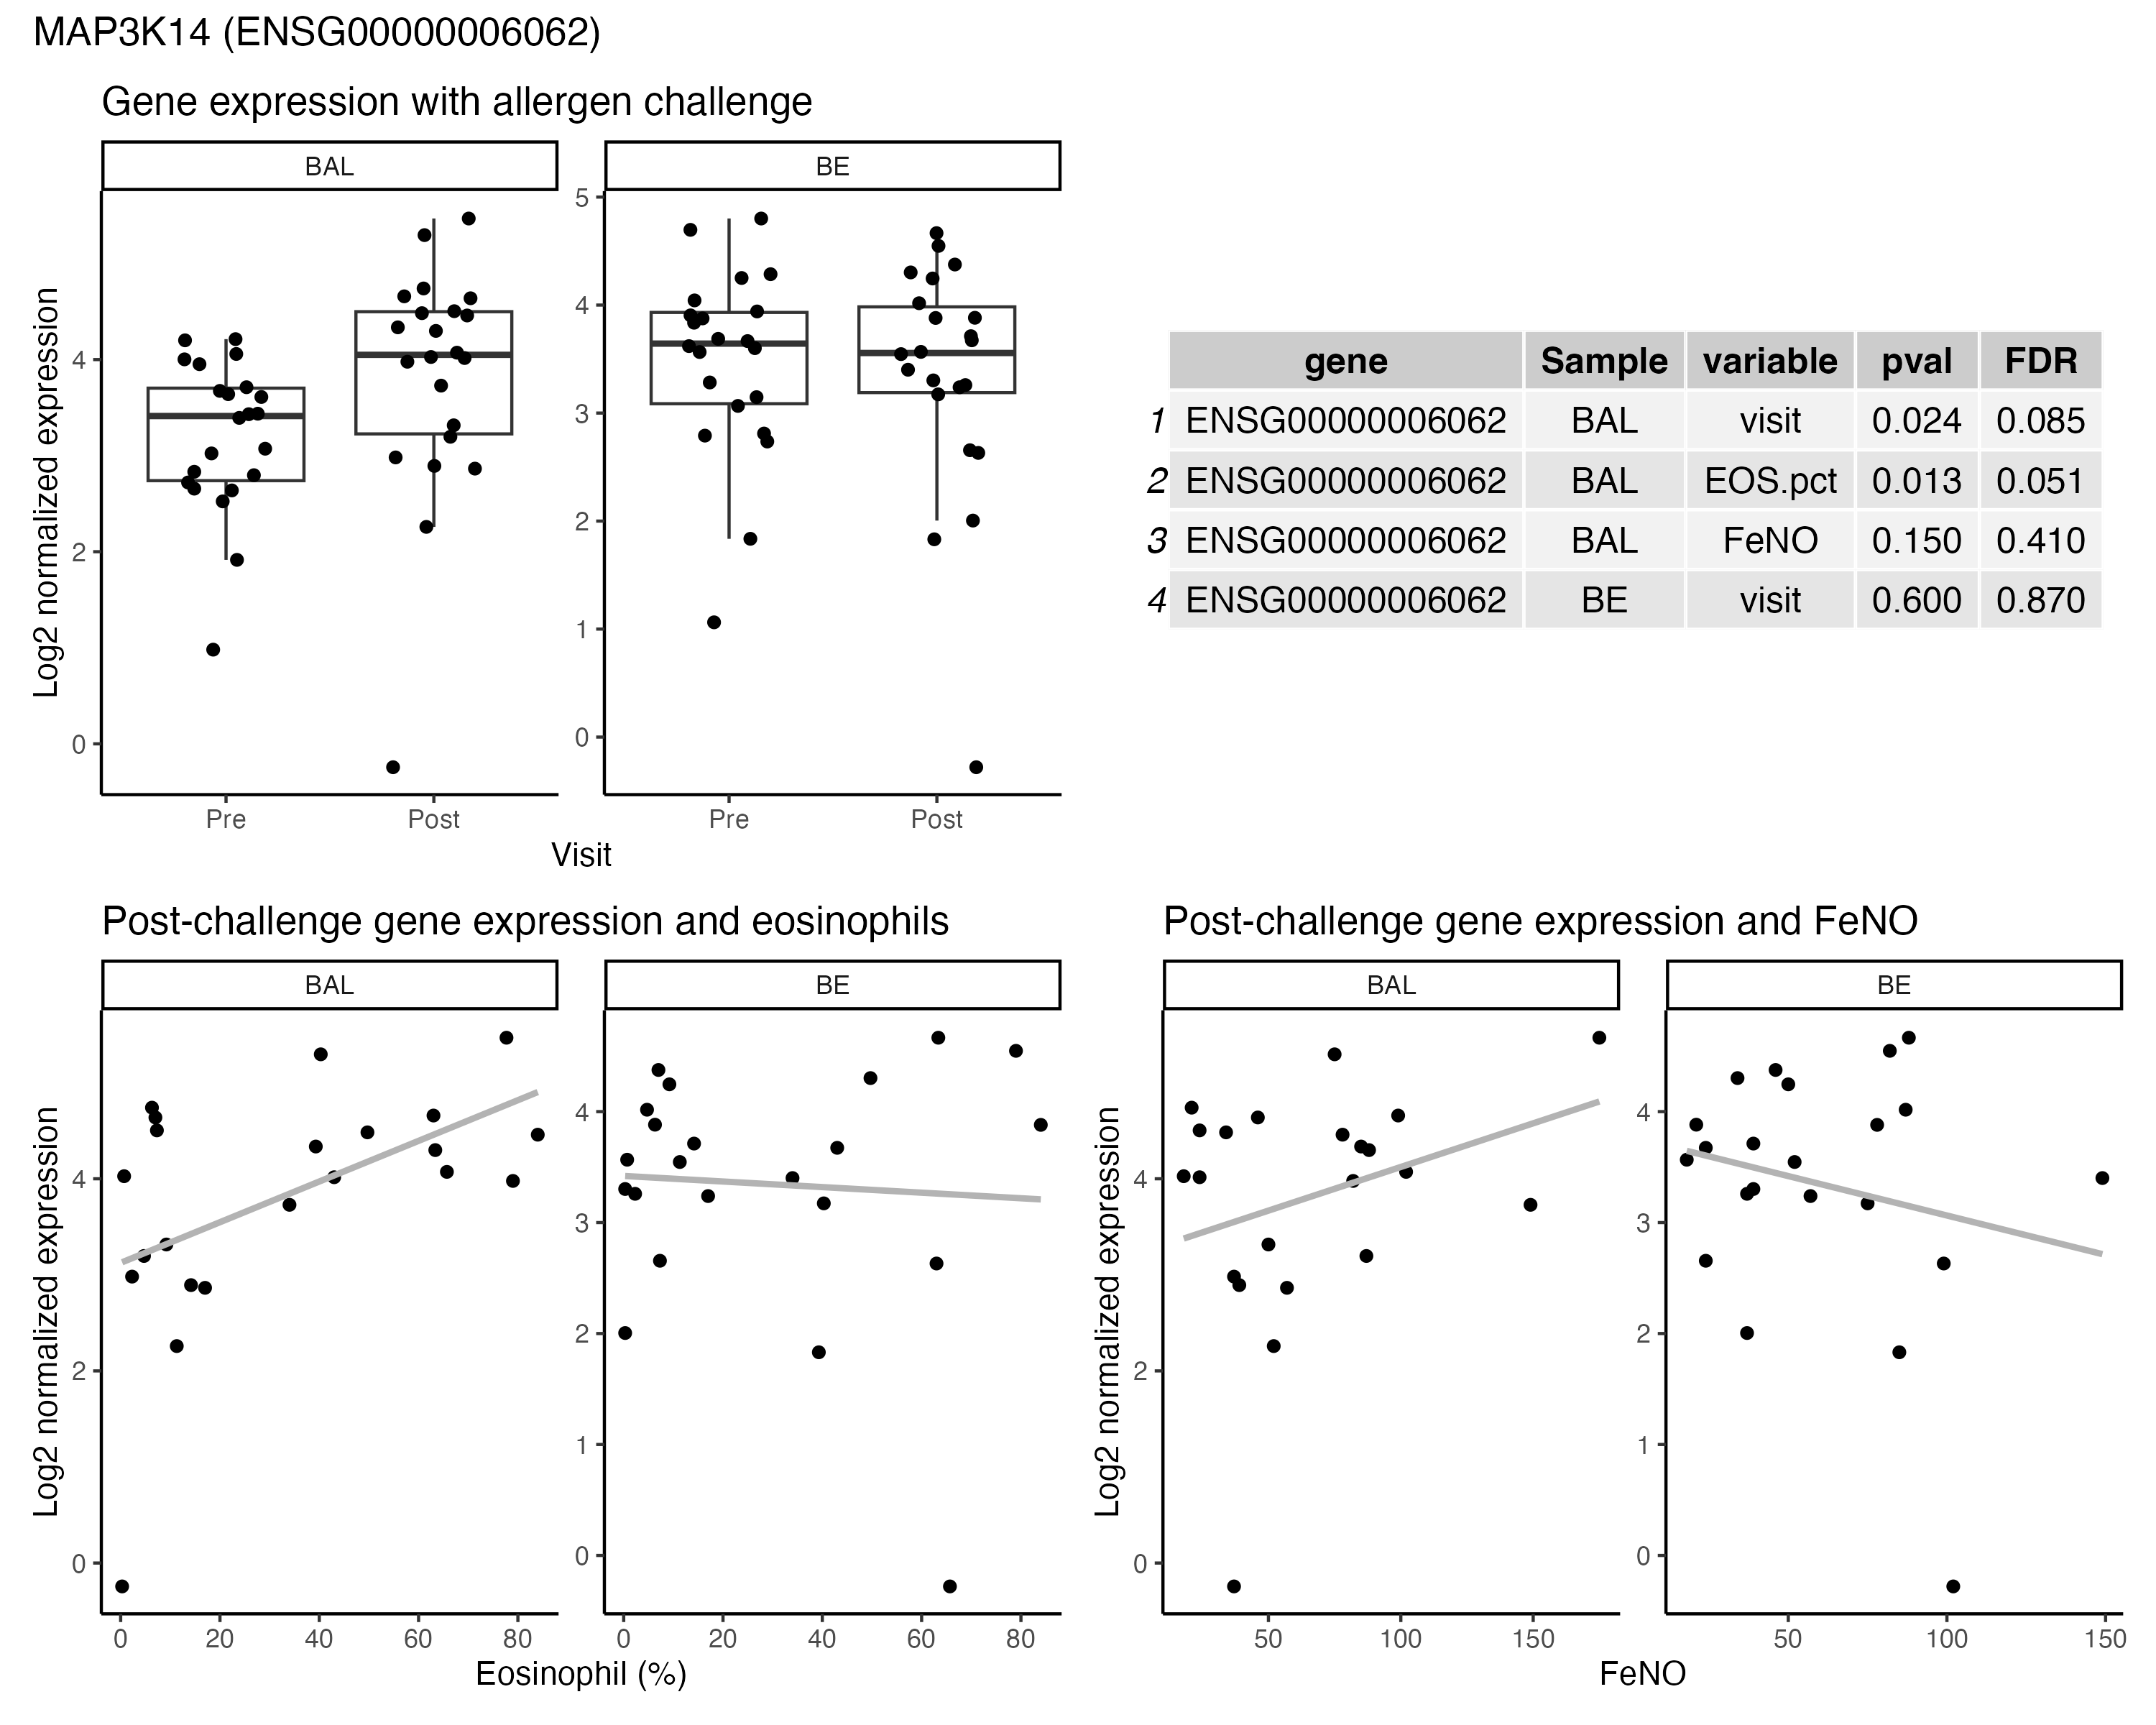 MAP3K14 (ENSG00000006062)
Gene expression with allergen challenge
BAL BE
Log2 normalized expression
4
2
0
5
4
3
2
1
0
Pre Post Pre Post
Visit
gene Sample variable pval FDR
1 ENSG00000006062 BAL visit 0.024 0.085
2 ENSG00000006062 BAL EOS.pct 0.013 0.051
3 ENSG00000006062 BAL FeNO 0.150 0.410
4 ENSG00000006062 BE visit 0.600 0.870
Post-challenge gene expression and eosinophils
BAL BE
Log2 normalized expression
4
2
0
4
3
2
1
0
0 20 40 60 80 0 20 40 60 80
Eosinophil (%)
Post-challenge gene expression and FeNO
BAL BE
Log2 normalized expression
4
2
0
4
3
2
1
0
50 100 150 50 100 150
FeNO